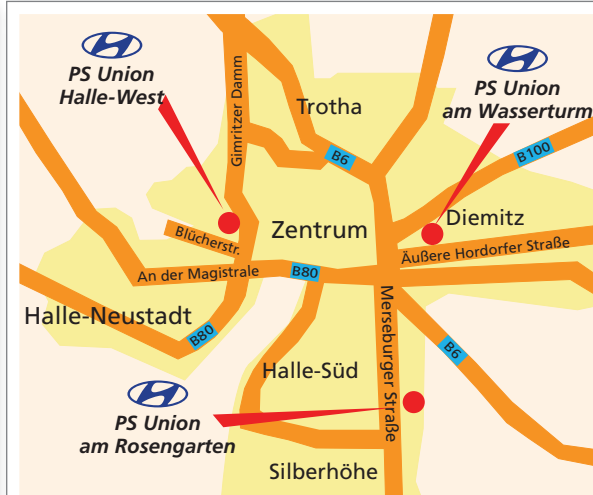 PS Union
Halle-West
Gimritzer Damm
Trotha
PS Union
am Wasserturm
B6
B100
Zentrum
Diemitz
Blücherstr.
Äußere Hordorfer Straße
An der Magistrale
B80
Halle-Neustadt
B80
Merseburger Straße
B6
Halle-Süd
PS Union
am Rosengarten
Silberhöhe